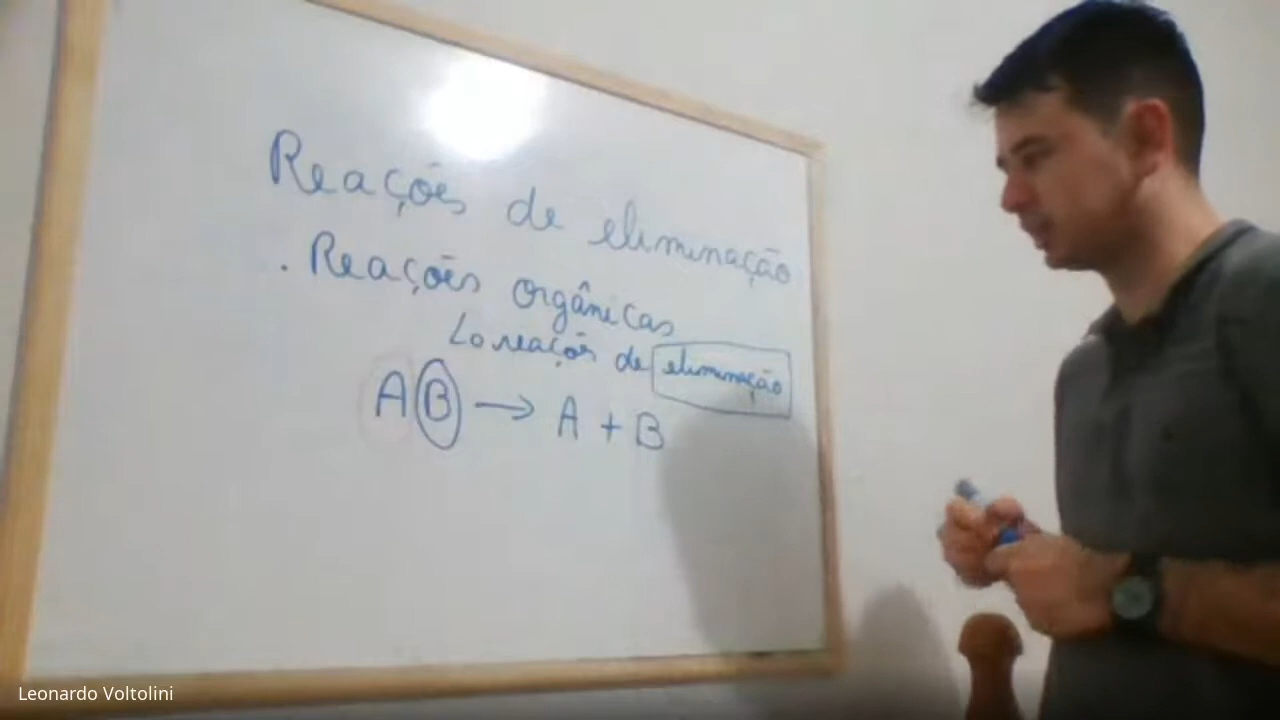 Reações de eliminação
. Reações orgânicas
↳ reações de eliminação
AB → A + B
Leonardo Voltolini